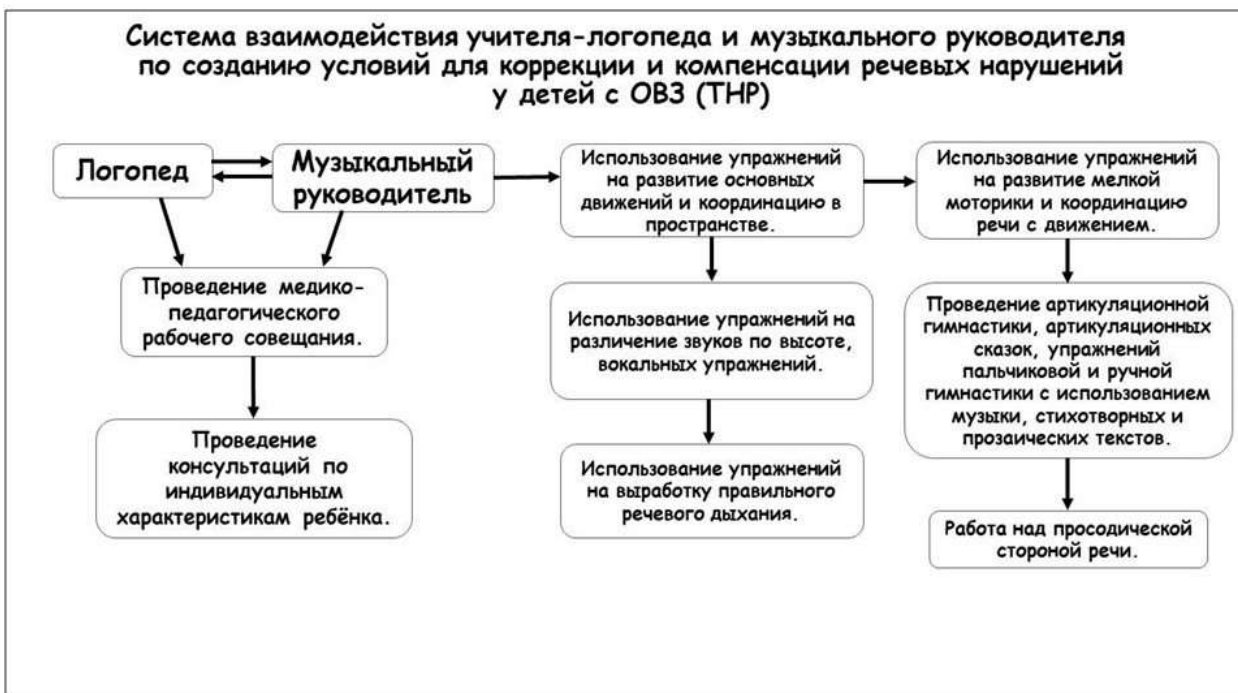 Система взаимодействия учителя-логопеда и музыкального руководителя
по созданию условий для коррекции и компенсации речевых нарушений
у детей с ОВЗ (ТНР)
Логопед
Музыкальный
руководитель
Использование упражнений
на развитие основных
движений и координацию в
пространстве.
Использование упражнений
на развитие мелкой
моторики и координацию
речи с движением.
Проведение медико-
педагогического
рабочего совещания.
Использование упражнений на
различение звуков по высоте,
вокальных упражнений.
Проведение артикуляционной
гимнастики, артикуляционных
сказок, упражнений
пальчиковой и ручной
гимнастики с использованием
музыки, стихотворных и
прозаических текстов.
Проведение
консультаций по
индивидуальным
характеристикам ребёнка.
Использование упражнений
на выработку правильного
речевого дыхания.
Работа над просодической
стороной речи.